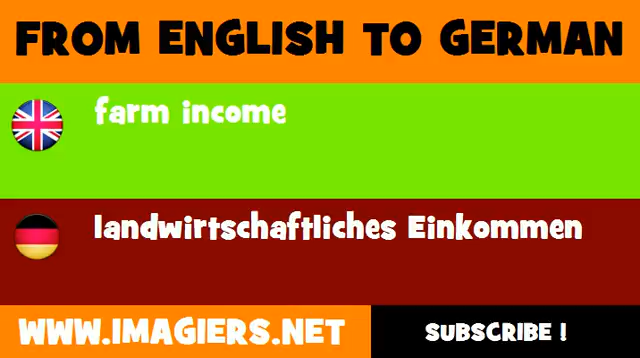 FROM ENGLISH TO GERMAN
farm income
landwirtschaftliches Einkommen
WWW.IMAGIERS.NET
SUBSCRIBE !